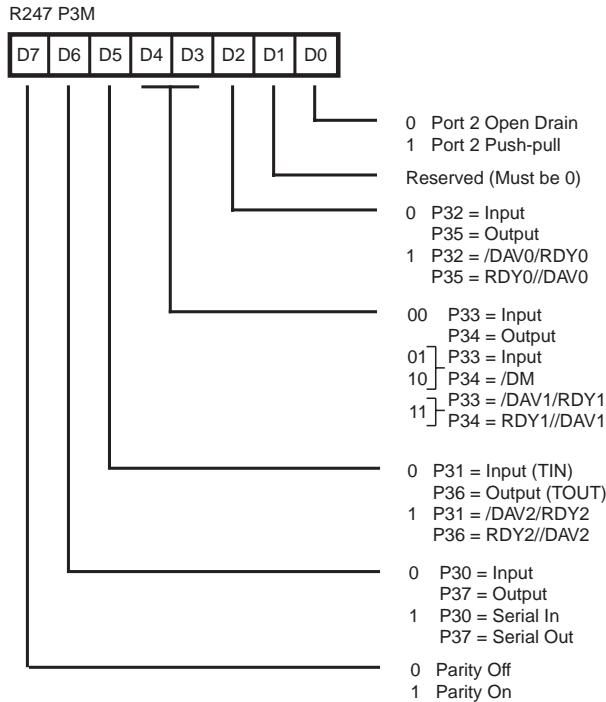 R247 P3M
D7 D6 D5 D4 D3 D2 D1 D0
0 Port 2 Open Drain
1 Port 2 Push-pull
Reserved (Must be 0)
0 P32 = Input
P35 = Output
1 P32 = /DAV0/RDY0
P35 = RDY0//DAV0
00 P33 = Input
P34 = Output
01 P33 = Input
10 P34 = /DM
11 P33 = /DAV1/RDY1
P34 = RDY1//DAV1
0 P31 = Input (TIN)
P36 = Output (TOUT)
1 P31 = /DAV2/RDY2
P36 = RDY2//DAV2
0 P30 = Input
P37 = Output
1 P30 = Serial In
P37 = Serial Out
0 Parity Off
1 Parity On